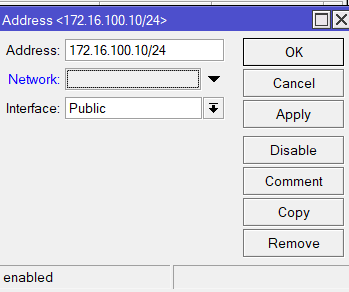 Address <172.16.100.10/24>
Address: 172.16.100.10/24
Network:
Interface: Public
OK
Cancel
Apply
Disable
Comment
Copy
Remove
enabled